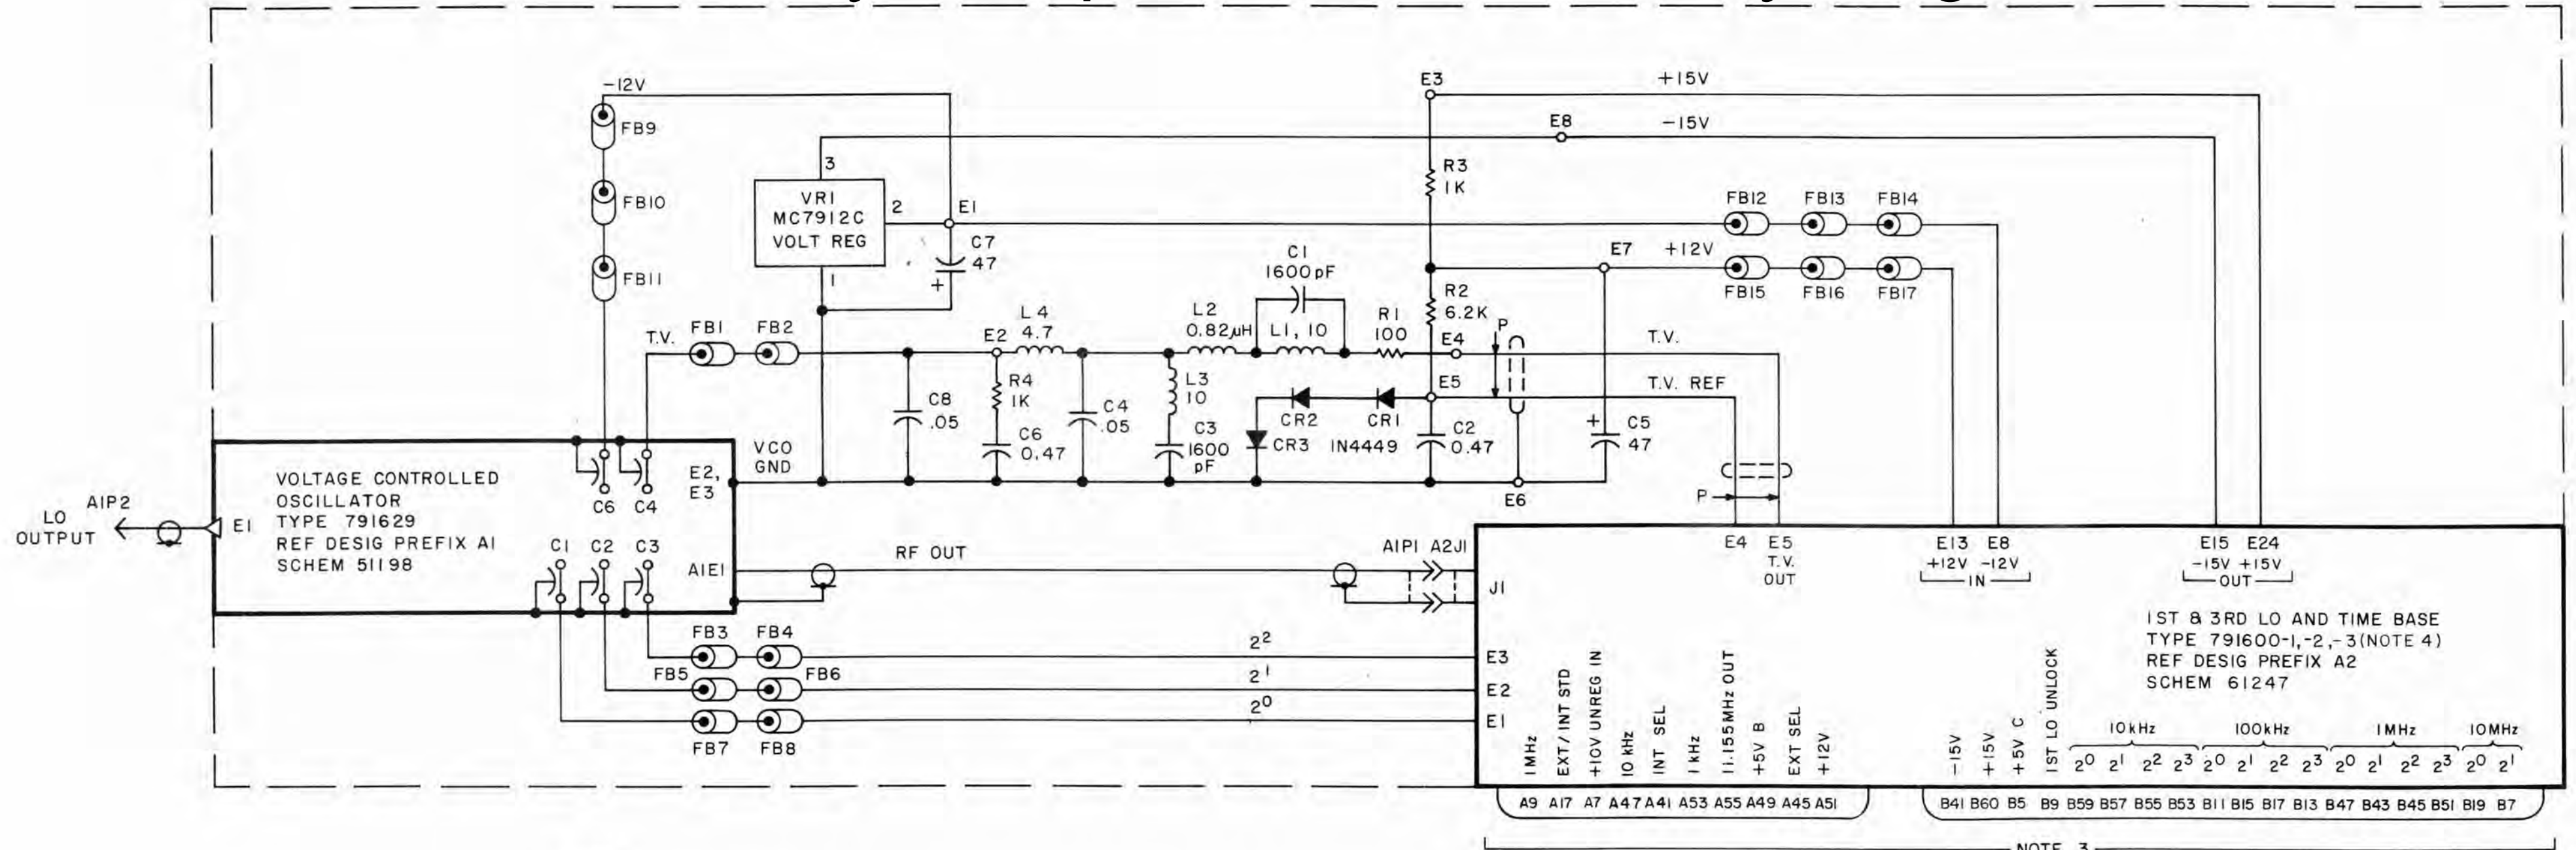 -12V
E3
+15V
FB9
E8
-15V
3
R3
1K
VR1
MC7912C
VOLT REG
2
E1
FB10
FB12
FB13
FB14
C7
47
+
C1
1600pF
E7
+12V
FB11
1
R2
6.2K
FB15
FB16
FB17
L4
4.7
L2
0.82μH
L1, 10
R1
100
P
T.V.
FB1
FB2
E2
E4
T.V.
R4
1K
L3
10
E5
T.V. REF
C8
.05
C4
.05
CR2
CR1
C6
0.47
C3
1600
pF
CR3
1N4449
C2
0.47
+
C5
47
VCO
GND
E2,
E3
E6
P
VOLTAGE CONTROLLED
OSCILLATOR
TYPE 791629
REF DESIG PREFIX A1
SCHEM 51198
C6
C4
A1P2
LO
OUTPUT
E1
C1
C2
C3
A1E1
RF OUT
A1P1
A2J1
J1
E4
E5
T.V.
OUT
E13
E8
+12V
-12V
IN
E15
E24
-15V
+15V
OUT
1ST & 3RD LO AND TIME BASE
TYPE 791600-1,-2,-3(NOTE 4)
REF DESIG PREFIX A2
SCHEM 61247
FB3
FB4
2²
E3
FB5
FB6
2¹
E2
2⁰
E1
FB7
FB8
1MHz
EXT/INT STD
+10V UNREG IN
10 kHz
INT SEL
1 kHz
11.155MHz OUT
+5V B
EXT SEL
+12V
-15V
+15V
+5V C
1ST LO UNLOCK
10kHz
100kHz
1MHz
10MHz
2⁰ 2¹ 2² 2³ 2⁰ 2¹ 2² 2³ 2⁰ 2¹ 2² 2³ 2⁰ 2¹
A9 A17 A7 A47 A41 A53 A55 A49 A45 A51
B41 B60 B5 B9 B59 B57 B55 B53 B11 B15 B17 B13 B47 B43 B45 B51 B19 B7
NOTE 3